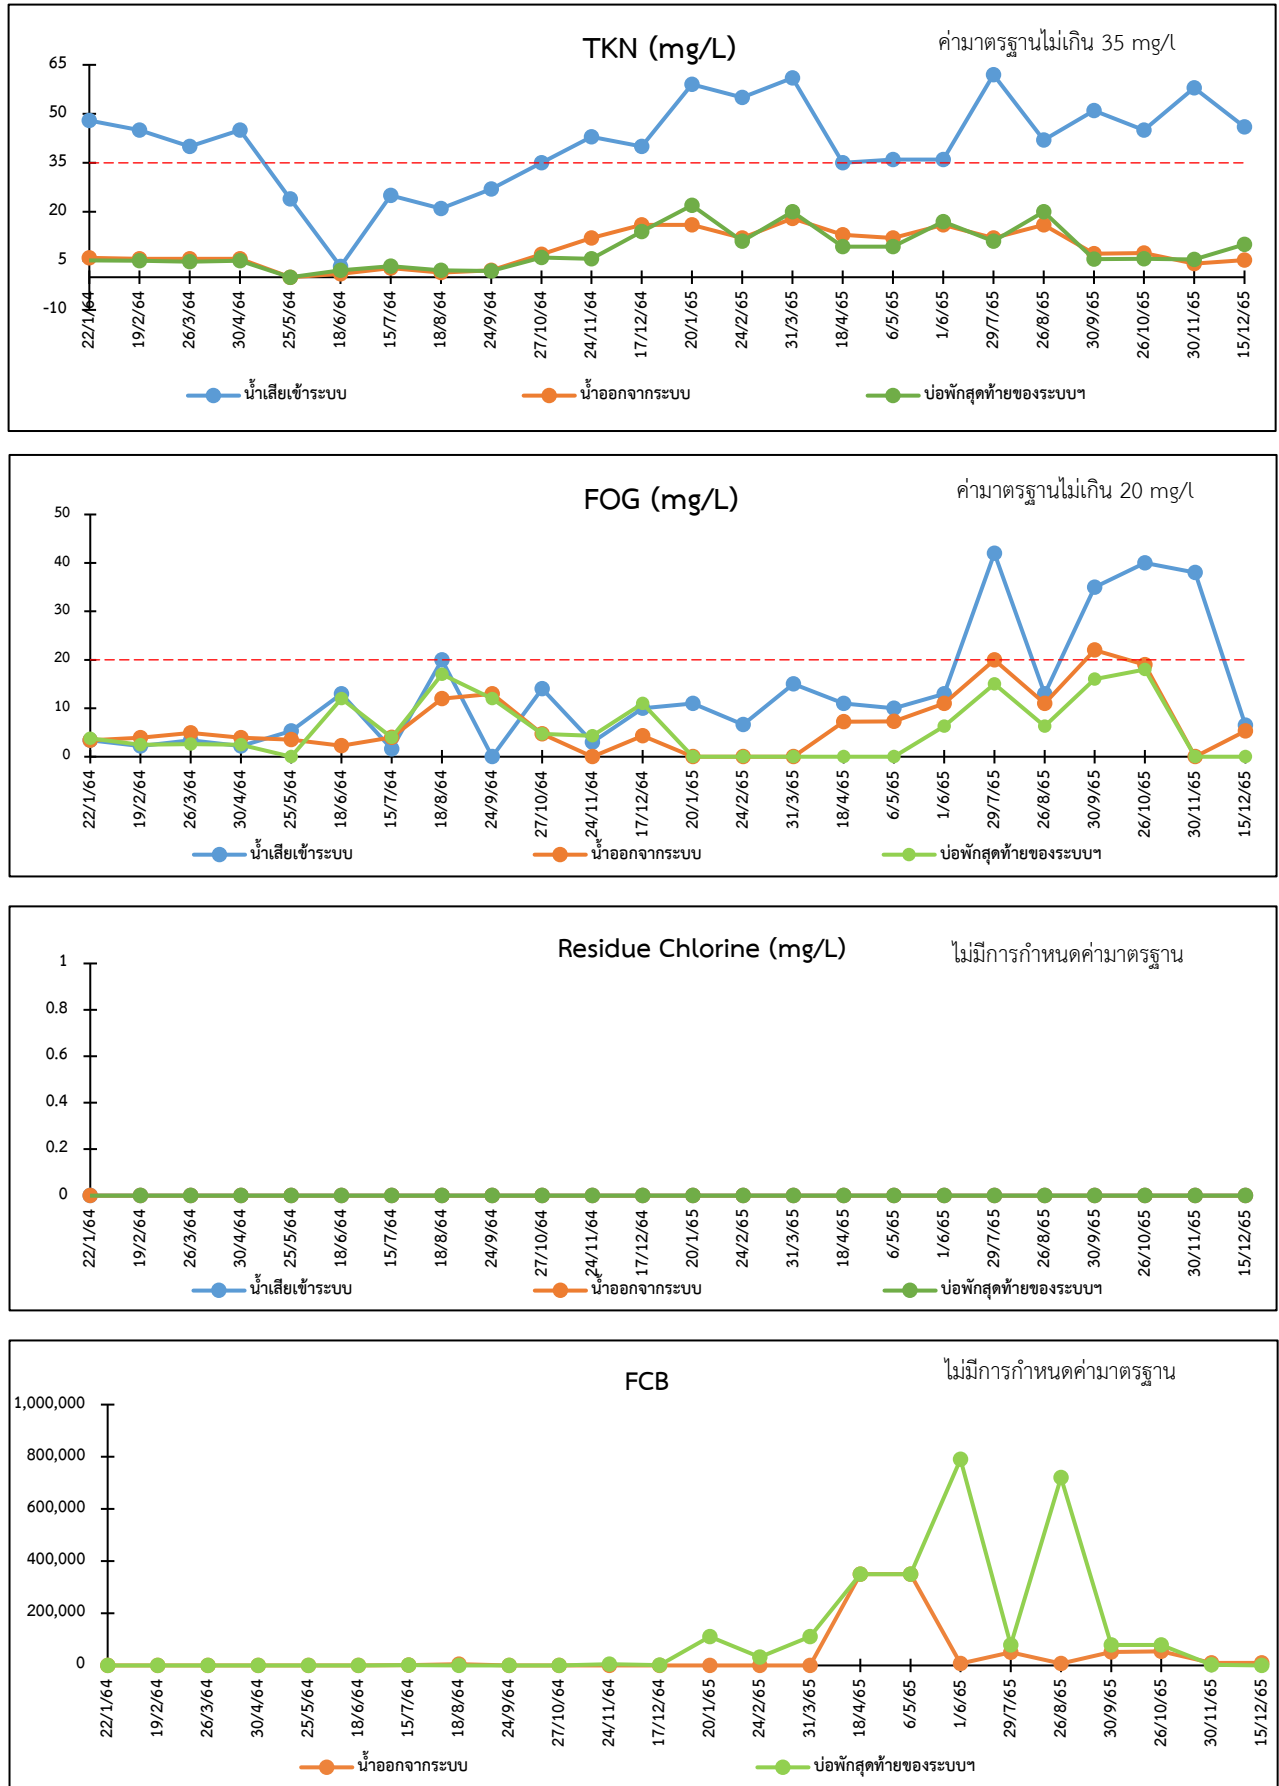 TKN (mg/L)
ค่ามาตรฐานไม่เกิน 35 mg/l
65
50
35
20
5
-10
22/1/64 19/2/64 26/3/64 30/4/64 25/5/64 18/6/64 15/7/64 18/8/64 24/9/64 27/10/64 24/11/64 17/12/64 20/1/65 24/2/65 31/3/65 18/4/65 6/5/65 1/6/65 29/7/65 26/8/65 30/9/65 26/10/65 30/11/65 15/12/65
น้ำเสียเข้าระบบ น้ำออกจากระบบ บ่อพักสุดท้ายของระบบฯ
FOG (mg/L)
ค่ามาตรฐานไม่เกิน 20 mg/l
50
40
30
20
10
0
22/1/64 19/2/64 26/3/64 30/4/64 25/5/64 18/6/64 15/7/64 18/8/64 24/9/64 27/10/64 24/11/64 17/12/64 20/1/65 24/2/65 31/3/65 18/4/65 6/5/65 1/6/65 29/7/65 26/8/65 30/9/65 26/10/65 30/11/65 15/12/65
น้ำเสียเข้าระบบ น้ำออกจากระบบ บ่อพักสุดท้ายของระบบฯ
Residue Chlorine (mg/L)
ไม่มีการกำหนดค่ามาตรฐาน
1
0.8
0.6
0.4
0.2
0
22/1/64 19/2/64 26/3/64 30/4/64 25/5/64 18/6/64 15/7/64 18/8/64 24/9/64 27/10/64 24/11/64 17/12/64 20/1/65 24/2/65 31/3/65 18/4/65 6/5/65 1/6/65 29/7/65 26/8/65 30/9/65 26/10/65 30/11/65 15/12/65
น้ำเสียเข้าระบบ น้ำออกจากระบบ บ่อพักสุดท้ายของระบบฯ
FCB
ไม่มีการกำหนดค่ามาตรฐาน
1,000,000
800,000
600,000
400,000
200,000
0
22/1/64 19/2/64 26/3/64 30/4/64 25/5/64 18/6/64 15/7/64 18/8/64 24/9/64 27/10/64 24/11/64 17/12/64 20/1/65 24/2/65 31/3/65 18/4/65 6/5/65 1/6/65 29/7/65 26/8/65 30/9/65 26/10/65 30/11/65 15/12/65
น้ำออกจากระบบ บ่อพักสุดท้ายของระบบฯ